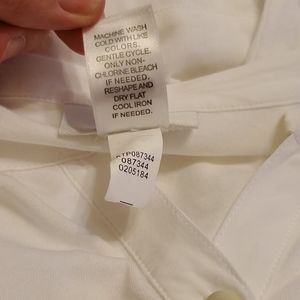 MACHINE WASH
COLD WITH LIKE
COLORS.
GENTLE CYCLE.
ONLY NON-
CHLORINE BLEACH
IF NEEDED.
RESHAPE AND
DRY FLAT
COOL IRON
IF NEEDED.
087344
0205184